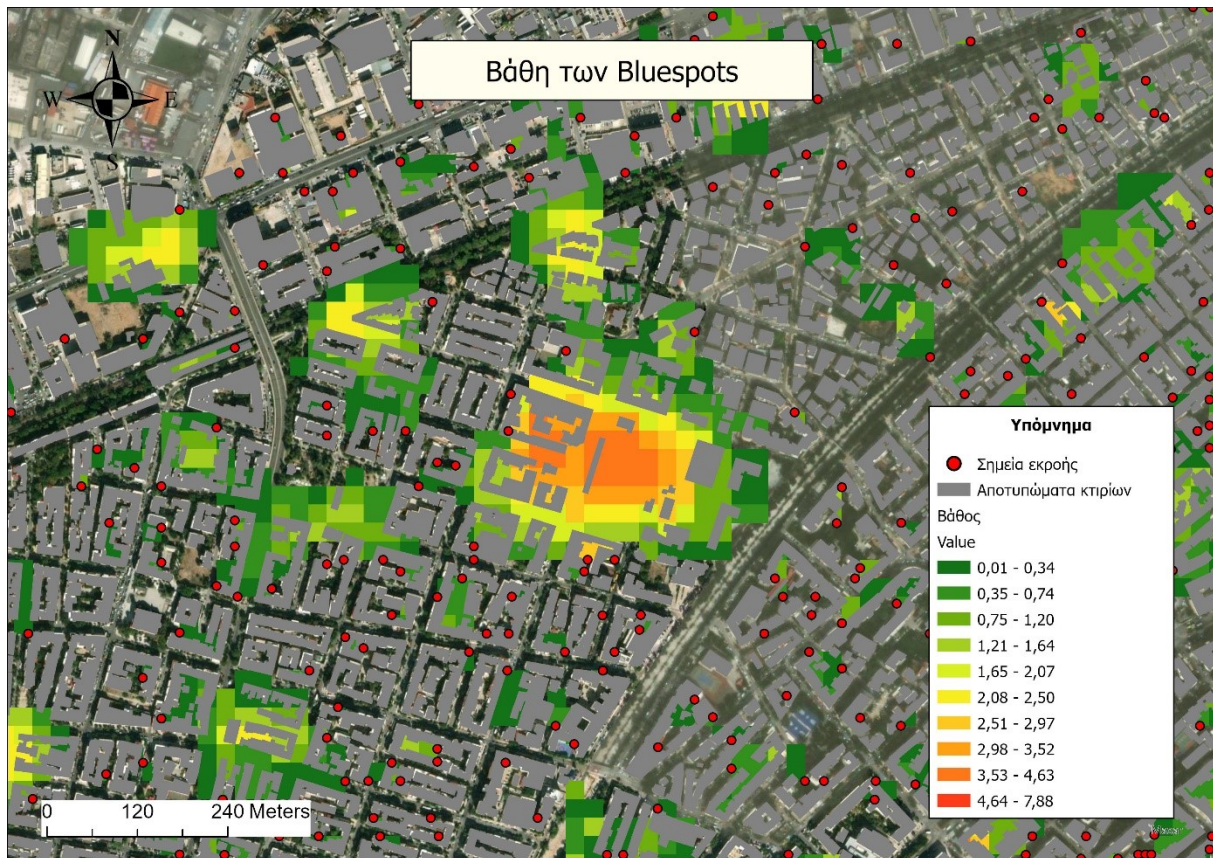 Βάθη των Bluespots
N
W E
S
Υπόμνημα
Σημεία εκροής
Αποτυπώματα κτιρίων
Βάθος
Value
0,01 - 0,34
0,35 - 0,74
0,75 - 1,20
1,21 - 1,64
1,65 - 2,07
2,08 - 2,50
2,51 - 2,97
2,98 - 3,52
3,53 - 4,63
4,64 - 7,88
0 120 240 Meters